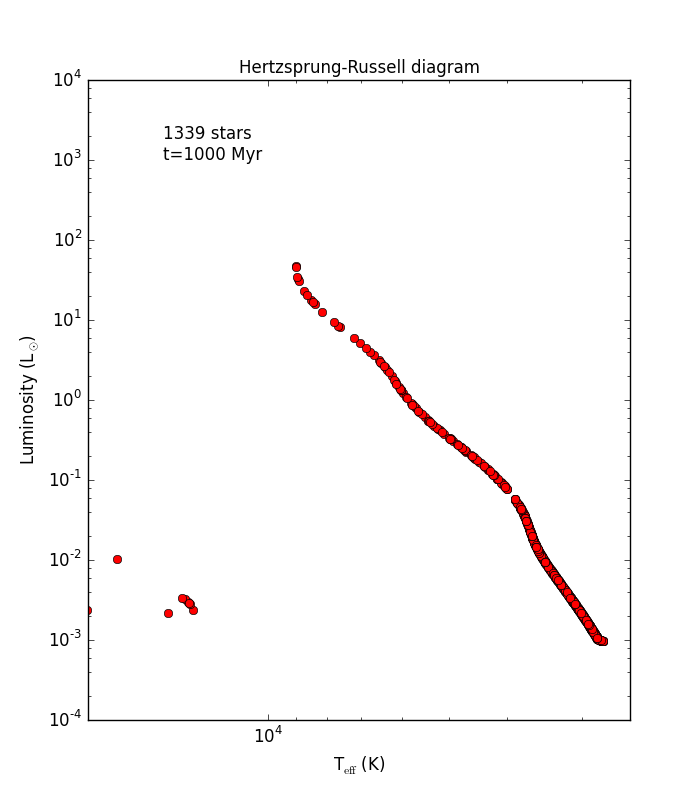 Hertzsprung-Russell diagram
1339 stars
t=1000 Myr
10^4
10^3
10^2
10^1
10^0
10^-1
10^-2
10^-3
10^-4
Luminosity (L_⊙)
10^4
T_eff (K)